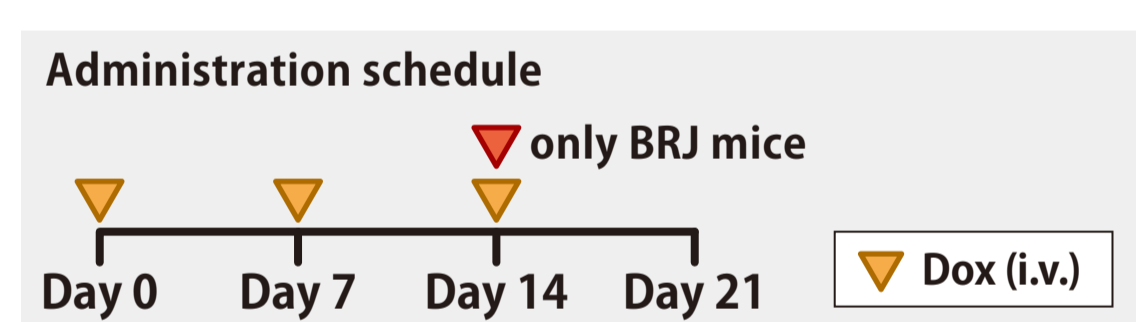 Administration schedule
only BRJ mice
Day 0 Day 7 Day 14 Day 21
Dox (i.v.)